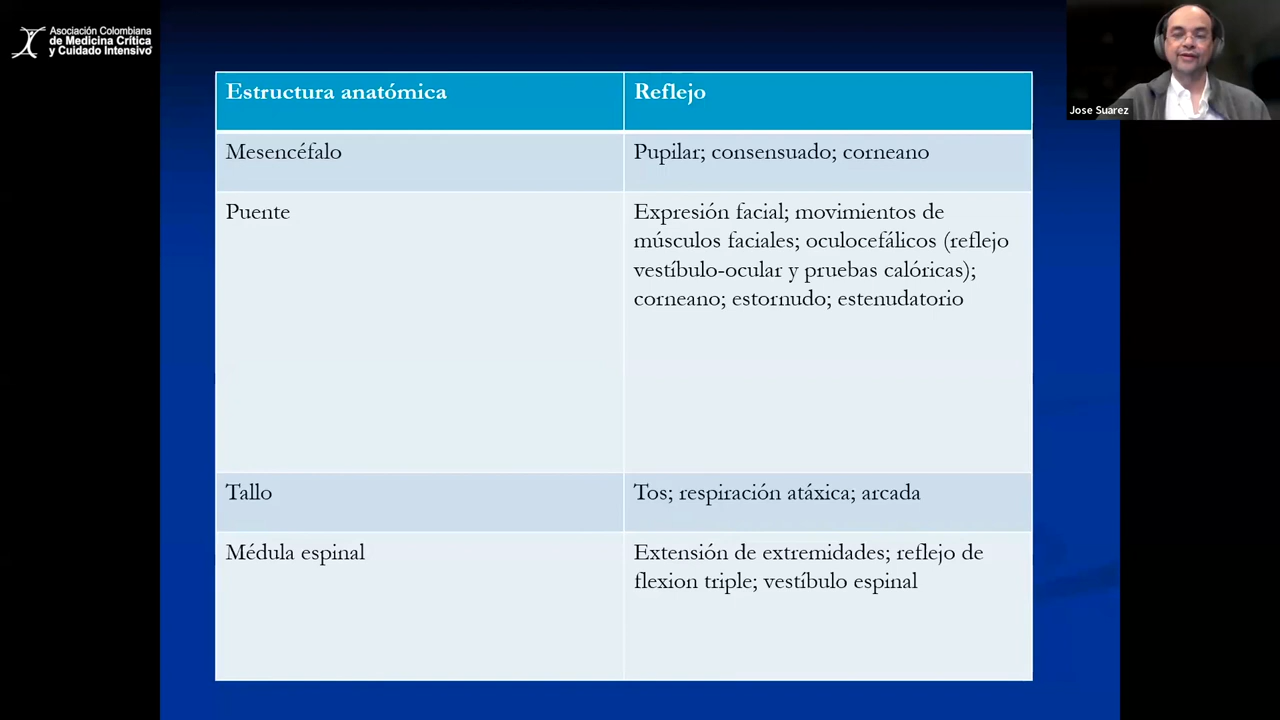 Asociación Colombiana
de Medicina Crítica
y Cuidado Intensivo
Jose Suarez
Estructura anatómica
Reflejo
Mesencéfalo
Pupilar; consensuado; corneano
Puente
Expresión facial; movimientos de
músculos faciales; oculocefálicos (reflejo
vestíbulo-ocular y pruebas calóricas);
corneano; estornudo; estenudatorio
Tallo
Tos; respiración atáxica; arcada
Médula espinal
Extensión de extremidades; reflejo de
flexion triple; vestíbulo espinal